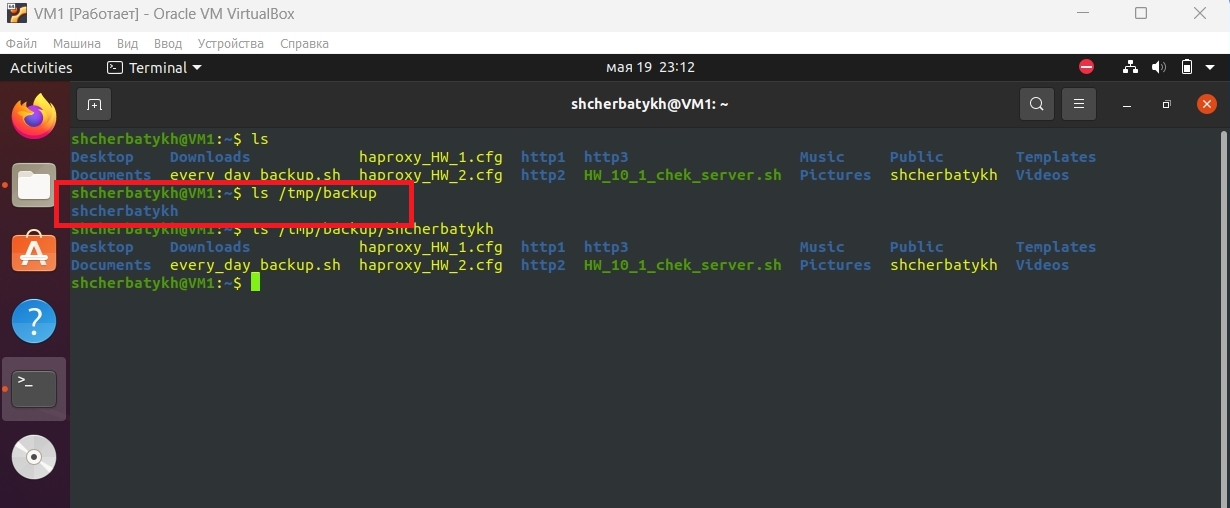 VM1 [Работает] - Oracle VM VirtualBox
Файл Машина Вид Ввод Устройства Справка
Activities Terminal мая 19 23:12
shcherbatykh@VM1: ~
shcherbatykh@VM1:~$ ls
Desktop Downloads haproxy_HW_1.cfg http1 http3 Music Public Templates
Documents every_day_backup.sh haproxy_HW_2.cfg http2 HW_10_1_chek_server.sh Pictures shcherbatykh Videos
shcherbatykh@VM1:~$ ls /tmp/backup
shcherbatykh
shcherbatykh@VM1:~$ ls /tmp/backup/shcherbatykh
Desktop Downloads haproxy_HW_1.cfg http1 http3 Music Public Templates
Documents every_day_backup.sh haproxy_HW_2.cfg http2 HW_10_1_chek_server.sh Pictures shcherbatykh Videos
shcherbatykh@VM1:~$